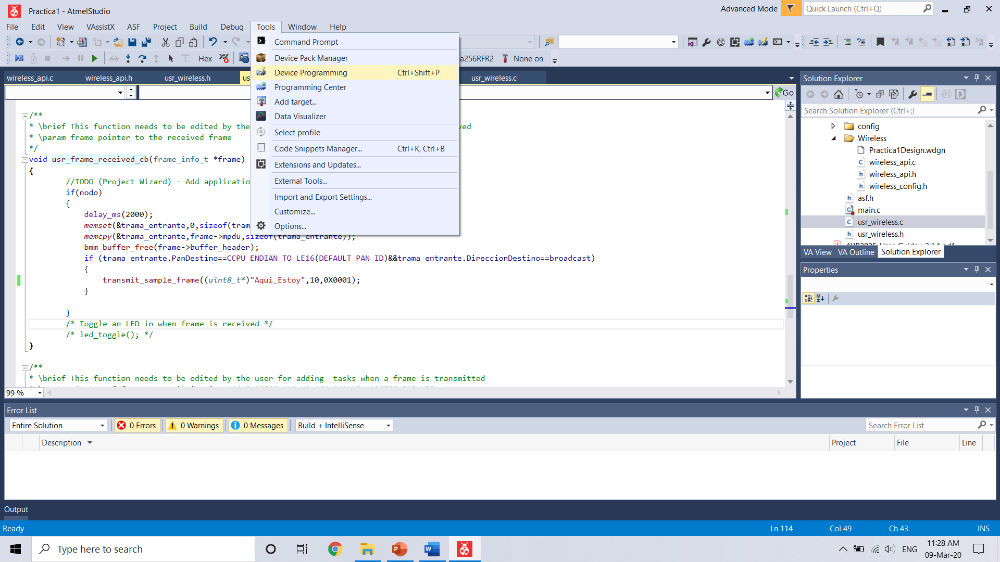 Practica1 - AtmelStudio
Advanced Mode
Quick Launch (Ctrl+Q)
File Edit View VAssistX ASF Project Build Debug Tools Window Help
Hex
a256RFR2
None on
wireless_api.c wireless_api.h usr_wireless.h us usr_wireless.c
Go
Command Prompt
Device Pack Manager
Device Programming Ctrl+Shift+P
Programming Center
Add target...
Data Visualizer
Select profile
Code Snippets Manager... Ctrl+K, Ctrl+B
Extensions and Updates...
External Tools...
Import and Export Settings...
Customize...
Options...
/**
* \brief This function needs to be edited by the ved
* \param frame pointer to the received frame
*/
void usr_frame_received_cb(frame_info_t *frame)
{
//TODO (Project Wizard) - Add applicatio
if(nodo)
{
delay_ms(2000);
memset(&trama_entrante,0,sizeof(tram
memcpy(&trama_entrante,frame->mpdu,sizeof(trama_entrante));
bmm_buffer_free(frame->buffer_header);
if (trama_entrante.PanDestino==CCPU_ENDIAN_TO_LE16(DEFAULT_PAN_ID)&&trama_entrante.DireccionDestino==broadcast)
{
transmit_sample_frame((uint8_t*)"Aqui_Estoy",10,0X0001);
}
}
/* Toggle an LED in when frame is received */
/* led_toggle(); */
}
/**
* \brief This function needs to be edited by the user for adding  tasks when a frame is transmitted
99 %
Solution Explorer
Search Solution Explorer (Ctrl+;)
config
Wireless
Practica1Design.wdgn
wireless_api.c
wireless_api.h
wireless_config.h
asf.h
main.c
usr_wireless.c
usr_wireless.h
VA View VA Outline Solution Explorer
Properties
Error List
Entire Solution 0 Errors 0 Warnings 0 Messages Build + IntelliSense
Search Error List
Description Project File Line
Output
Ready
Ln 114 Col 49 Ch 43 INS
Type here to search
ENG
11:28 AM
09-Mar-20